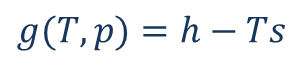 g(T, p) = h − Ts